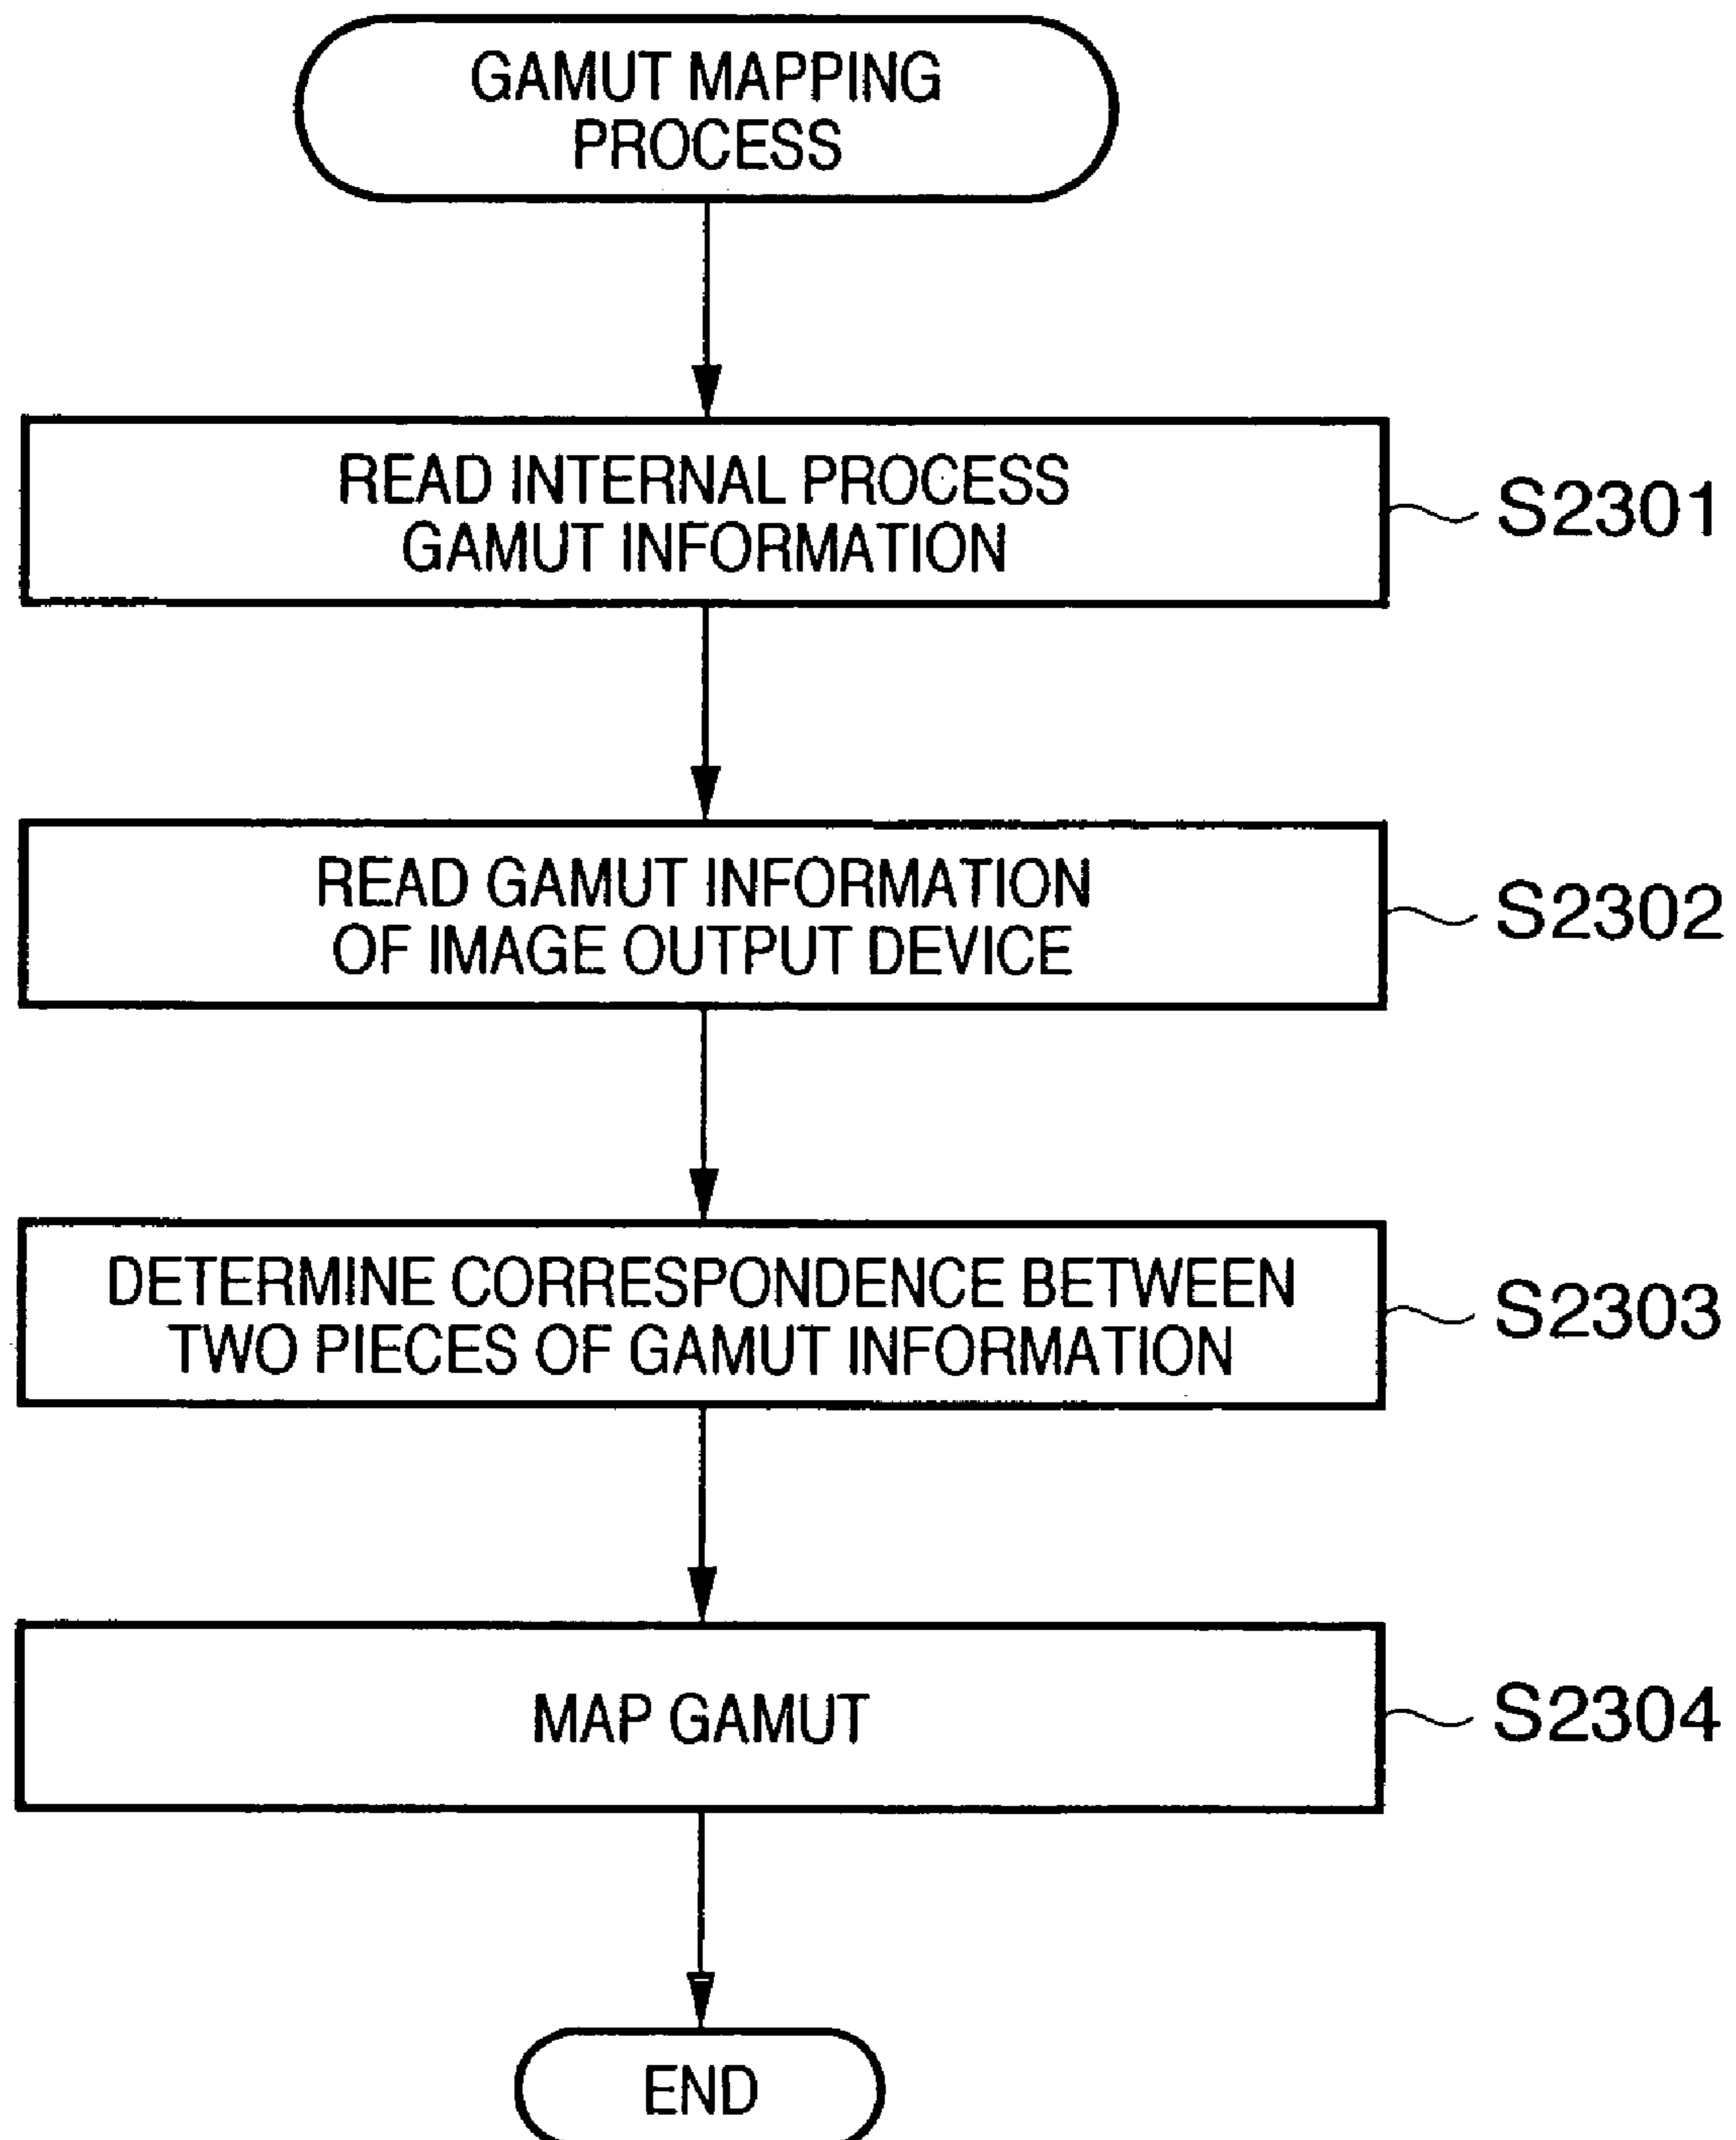 GAMUT MAPPING
PROCESS
READ INTERNAL PROCESS
GAMUT INFORMATION
S2301
READ GAMUT INFORMATION
OF IMAGE OUTPUT DEVICE
S2302
DETERMINE CORRESPONDENCE BETWEEN
TWO PIECES OF GAMUT INFORMATION
S2303
MAP GAMUT
S2304
END